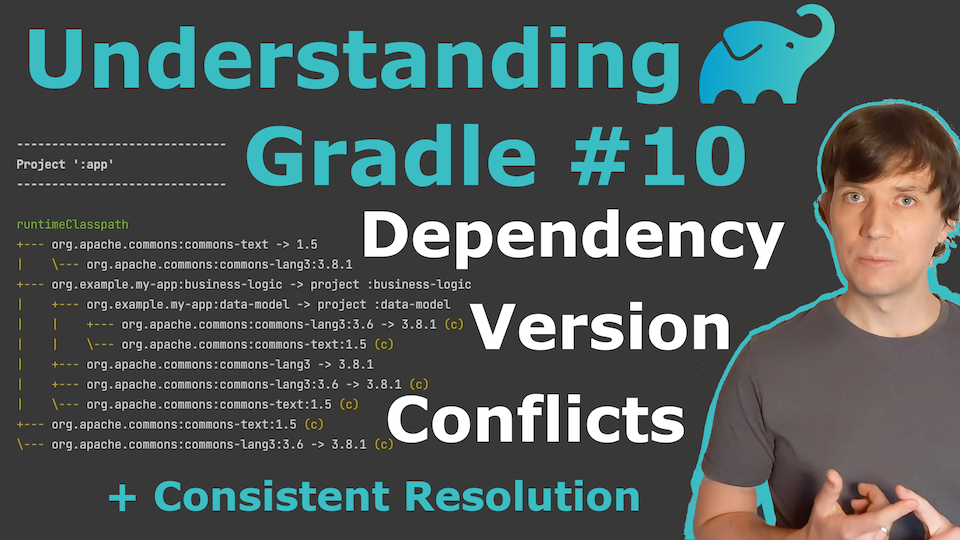 Understanding
Gradle #10
------------------------------
Project ':app'
------------------------------
runtimeClasspath
+--- org.apache.commons:commons-text -> 1.5
|    \--- org.apache.commons:commons-lang3:3.8.1
+--- org.example.my-app:business-logic -> project :business-logic
|    +--- org.example.my-app:data-model -> project :data-model
|    |    +--- org.apache.commons:commons-lang3:3.6 -> 3.8.1 (c)
|    |    \--- org.apache.commons:commons-text:1.5 (c)
|    +--- org.apache.commons:commons-lang3 -> 3.8.1
|    +--- org.apache.commons:commons-lang3:3.6 -> 3.8.1 (c)
|    \--- org.apache.commons:commons-text:1.5 (c)
+--- org.apache.commons:commons-text:1.5 (c)
\--- org.apache.commons:commons-lang3:3.6 -> 3.8.1 (c)
Dependency
Version
Conflicts
+ Consistent Resolution